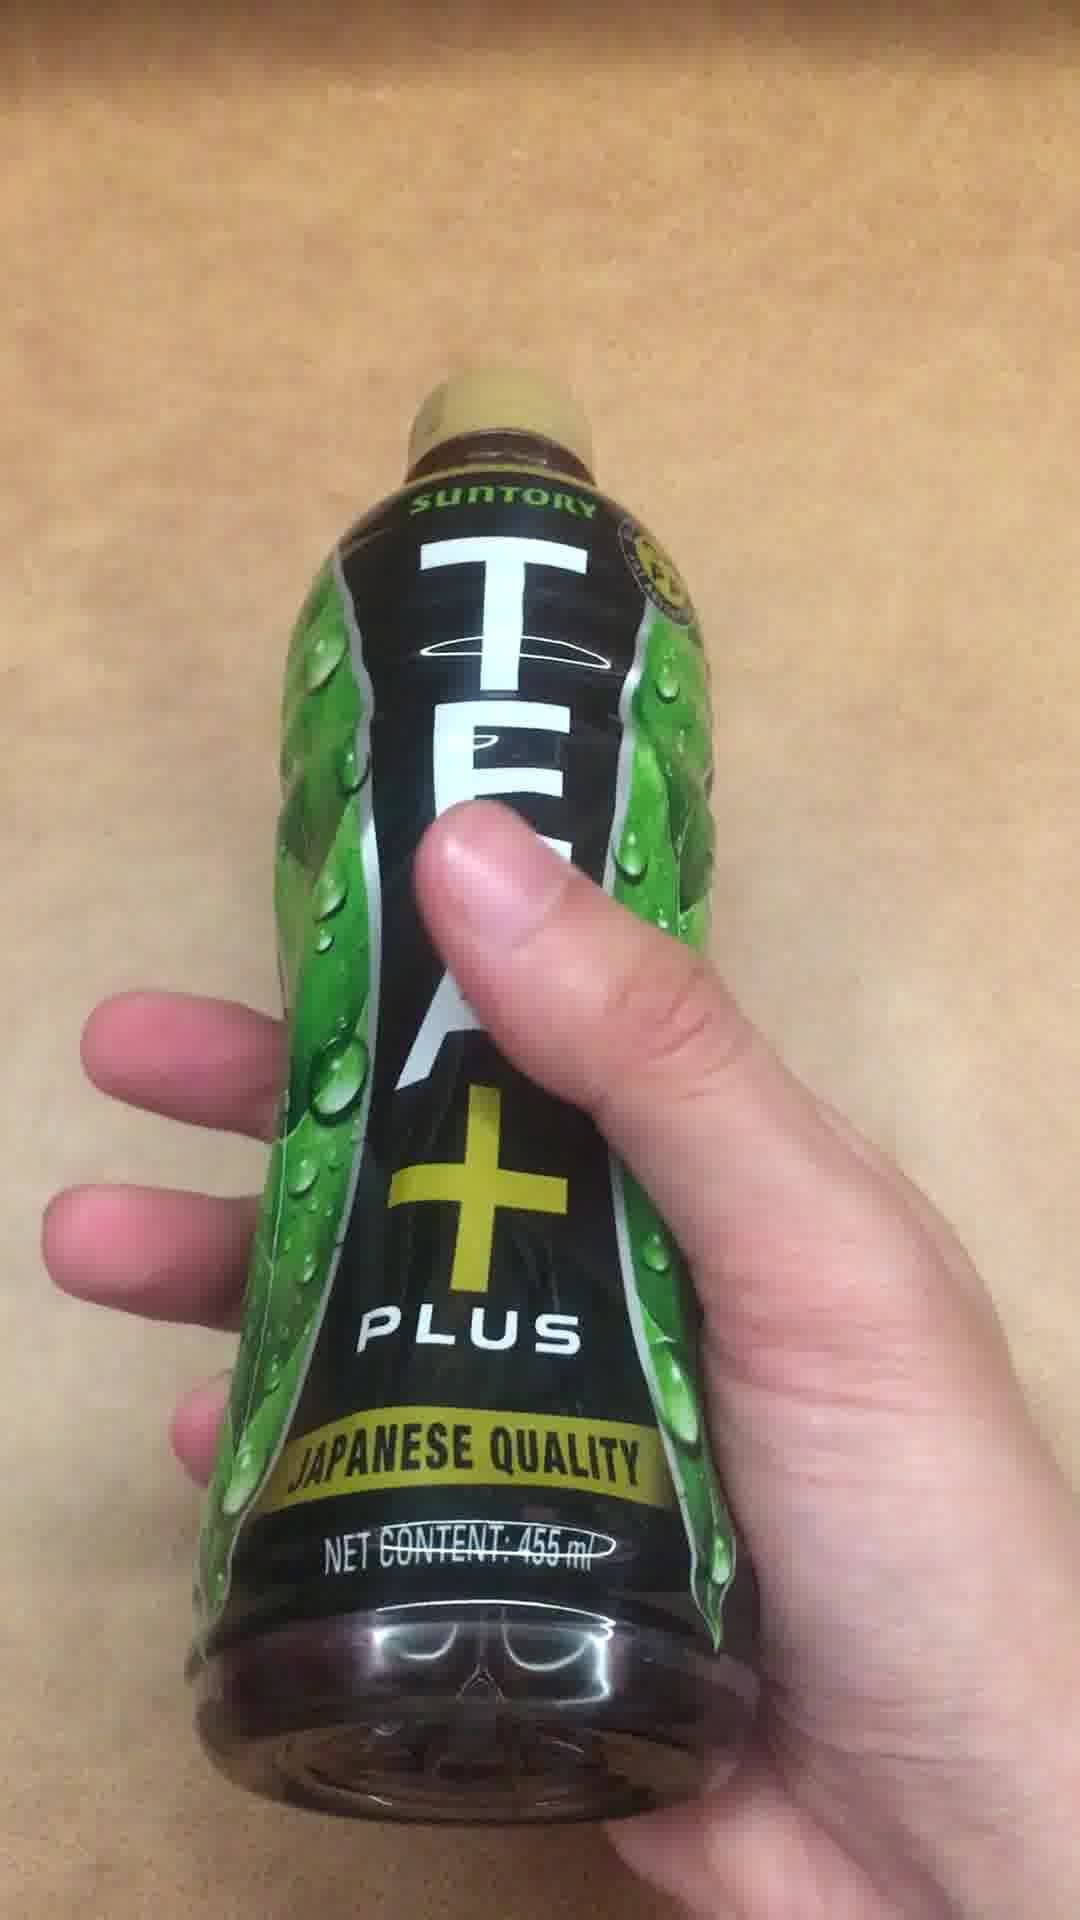 SUNTORY
TEA
+
PLUS
JAPANESE QUALITY
NET CONTENT: 455 ml